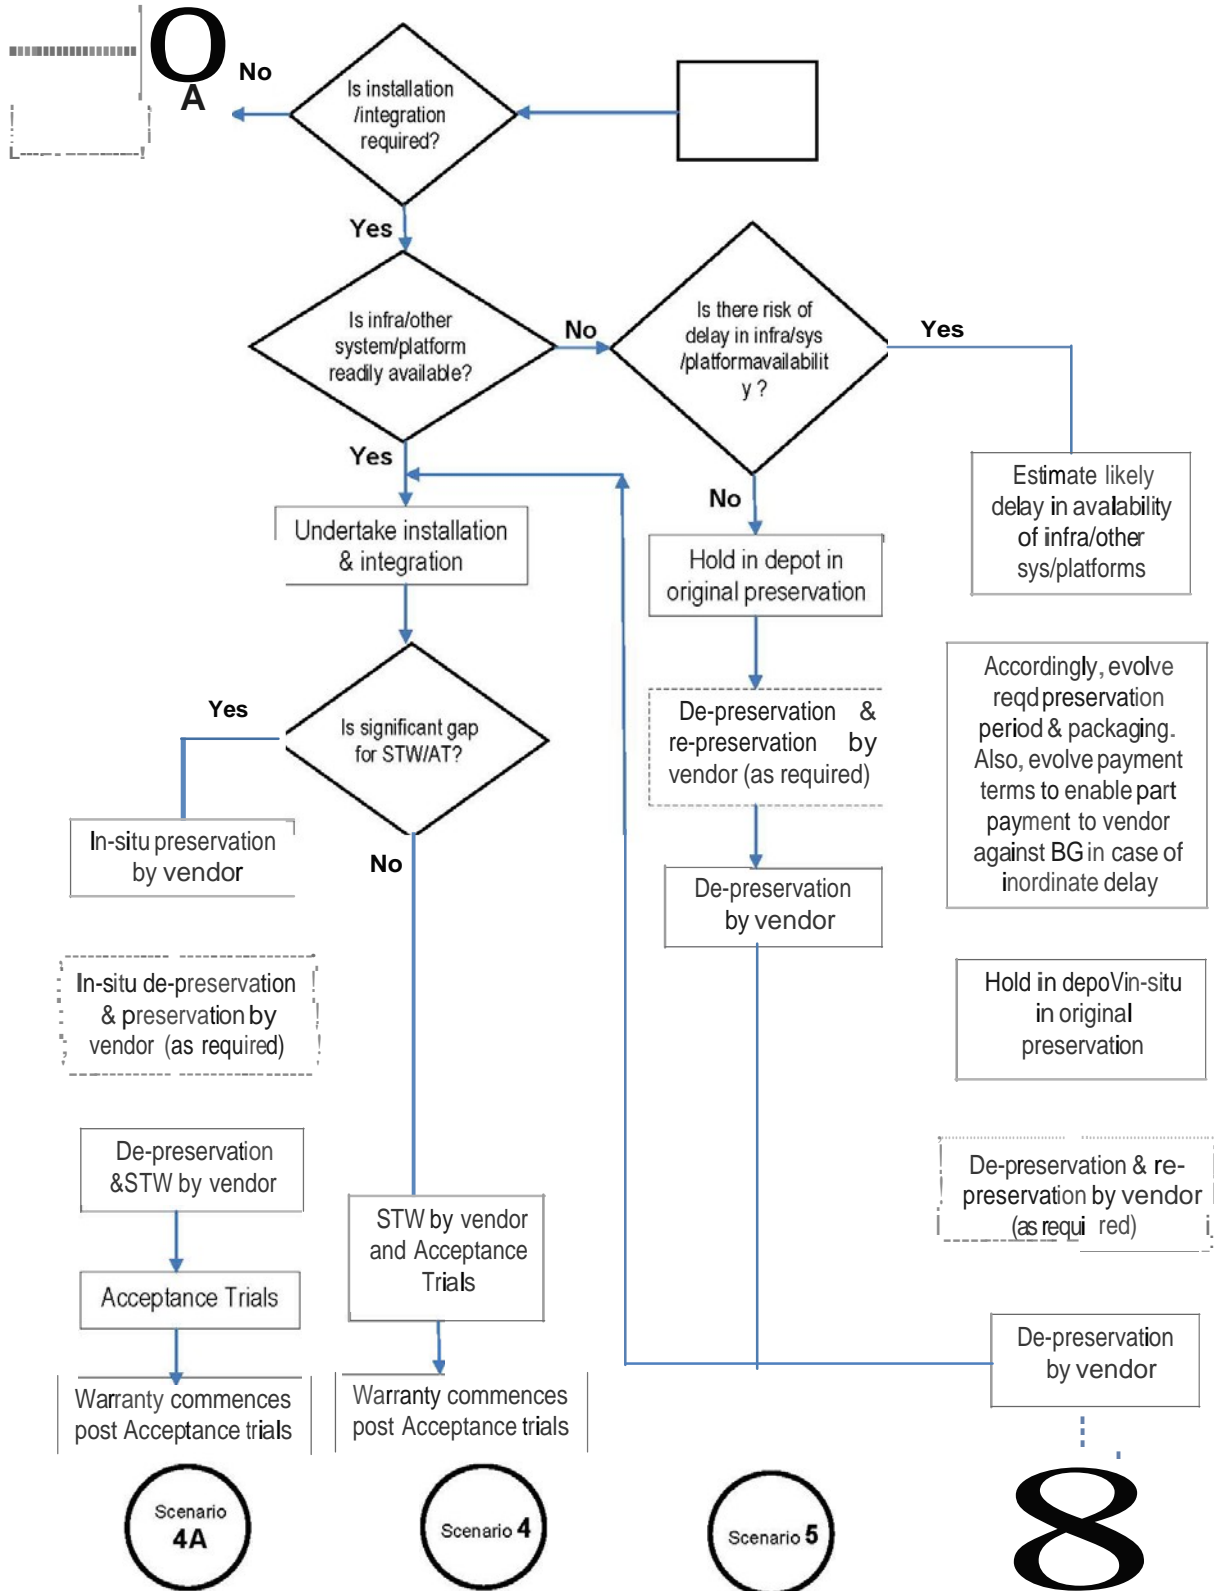 O
A
No
Is installation
/integration
required?
Yes
Is infra/other
system/platform
readily available?
No
Is there risk of
delay in infra/sys
/platformavailabilit
y ?
Yes
Yes
No
Undertake installation
& integration
Hold in depot in
original preservation
Estimate likely
delay in availability
of infra/other
sys/platforms
Is significant gap
for STW/AT?
Yes
No
De-preservation &
re-preservation by
vendor (as required)
Accordingly, evolve
reqd preservation
period & packaging.
Also, evolve payment
terms to enable part
payment to vendor
against BG in case of
inordinate delay
In-situ preservation
by vendor
De-preservation
by vendor
In-situ de-preservation
& preservation by
vendor (as required)
Hold in depoVin-situ
in original
preservation
De-preservation
&STW by vendor
STW by vendor
and Acceptance
Trials
De-preservation & re-
preservation by vendor
(as requi red)
Acceptance Trials
De-preservation
by vendor
Warranty commences
post Acceptance trials
Warranty commences
post Acceptance trials
Scenario
4A
Scenario 4
Scenario 5
8